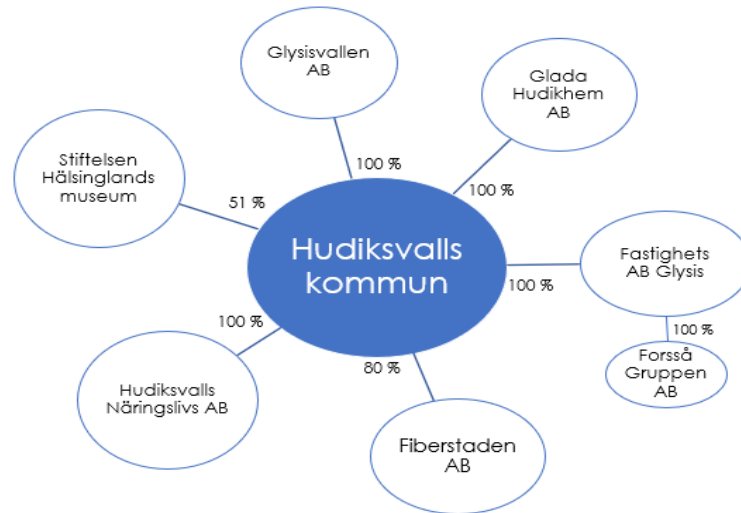 Glysisvallen
AB
Glada
Hudikhem
AB
Stiftelsen
Hälsinglands
museum
100 %
100 %
51 %
Hudiksvalls
kommun
Fastighets
AB Glysis
100 %
100 %
Forsså
Gruppen
AB
100 %
Hudiksvalls
Näringslivs AB
80 %
Fiberstaden
AB